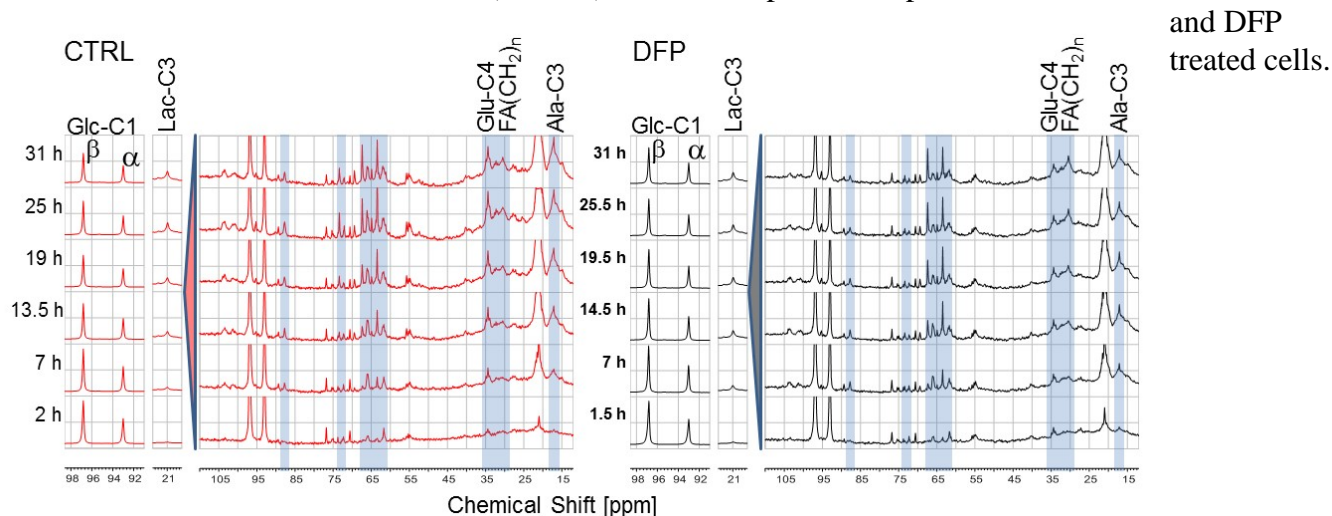 and DFP
treated cells.
CTRL
Glc-C1
β α
Lac-C3
Glu-C4
FA(CH2)n
Ala-C3
31 h
25 h
19 h
13.5 h
7 h
2 h
98 96 94 92
21
105 95 85 75 65 55 45 35 25 15
DFP
Glc-C1
β α
Lac-C3
Glu-C4
FA(CH2)n
Ala-C3
31 h
25.5 h
19.5 h
14.5 h
7 h
1.5 h
98 96 94 92
21
105 95 85 75 65 55 45 35 25 15
Chemical Shift [ppm]